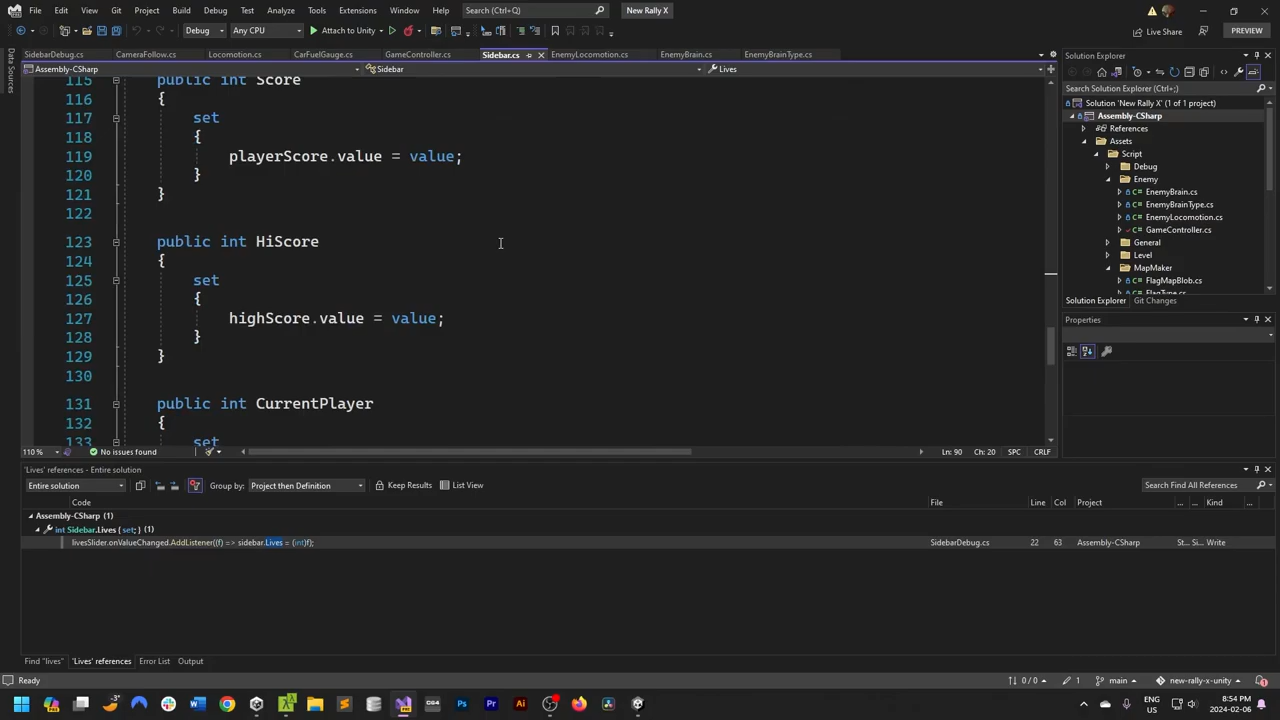 File Edit View Git Project Build Debug Test Analyze Tools Extensions Window Help Search (Ctrl+;) New Rally X
Debug Any CPU Attach to Unity Live Share PREVIEW
Data Sources
SidebarDebug.cs CameraFollow.cs Locomotion.cs CarFuelGauge.cs GameController.cs Sidebar.cs EnemyLocomotion.cs EnemyBrain.cs EnemyBrainType.cs
Assembly-CSharp Sidebar Lives
115 public int Score
116 {
117 set
118 {
119 playerScore.value = value;
120 }
121 }
122
123 public int HiScore
124 {
125 set
126 {
127 highScore.value = value;
128 }
129 }
130
131 public int CurrentPlayer
132 {
133 set
110 % No issues found Ln: 90 Ch: 20 SPC CRLF
Solution Explorer
Search Solution Explorer (Ctrl+;)
Solution 'New Rally X' (1 of 1 project)
Assembly-CSharp
References
Assets
Script
Debug
Enemy
EnemyBrain.cs
EnemyBrainType.cs
EnemyLocomotion.cs
GameController.cs
General
Level
MapMaker
FlagMapBlob.cs
FlagType.cs
Solution Explorer Git Changes
Properties
'Lives' references - Entire solution
Entire solution Group by: Project then Definition Keep Results List View Search Find All References
Code File Line Col Project ... ... Kind ...
Assembly-CSharp (1)
int Sidebar.Lives { set; } (1)
livesSlider.onValueChanged.AddListener((f) => sidebar.Lives = (int)f); SidebarDebug.cs 22 63 Assembly-CSharp St... Si... Write
Find "lives" 'Lives' references Error List Output
Ready 0 / 0 1 main new-rally-x-unity 1
ENG US 8:54 PM 2024-02-06